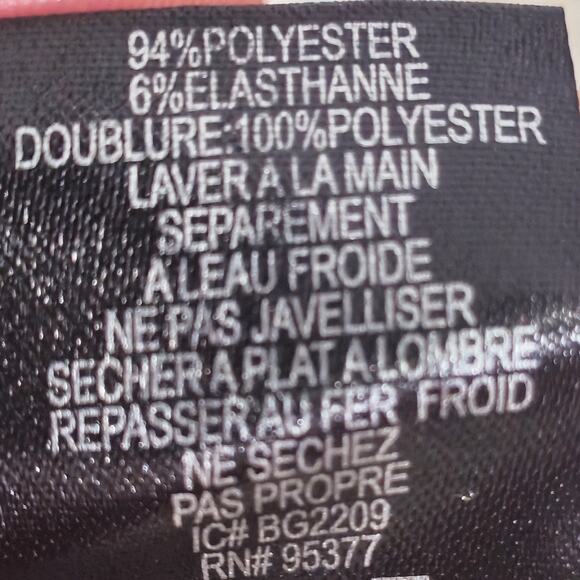 94%POLYESTER
6%ELASTHANNE
DOUBLURE:100%POLYESTER
LAVER A LA MAIN
SEPAREMENT
A LEAU FROIDE
NE PAS JAVELLISER
SECHER A PLAT A LOMBRE
REPASSER AU FER FROID
NE SECHEZ
PAS PROPRE
IC# BG2209
RN# 95377